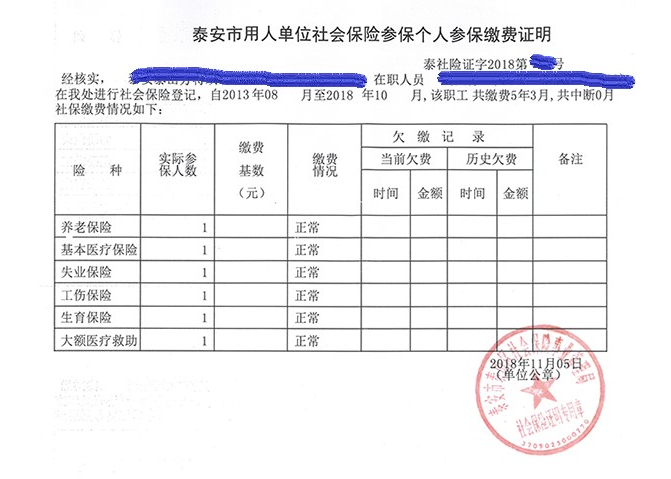 泰安市用人单位社会保险参保个人参保缴费证明
泰社险证字2018第 号
经核实， 在职人员
在我处进行社会保险登记，自2013年08 月至2018 年10 月,该职工 共缴费5年3月,共中断0月
社保缴费情况如下：
险 种 实际参保人数 缴费基数（元） 缴费情况 欠缴记录 备注
当前欠费 历史欠费
时间 金额 时间 金额
养老保险 1 正常
基本医疗保险 1 正常
失业保险 1 正常
工伤保险 1 正常
生育保险 1 正常
大额医疗救助 1 正常
2018年11月05日
（单位公章）
社会保险证明专用章